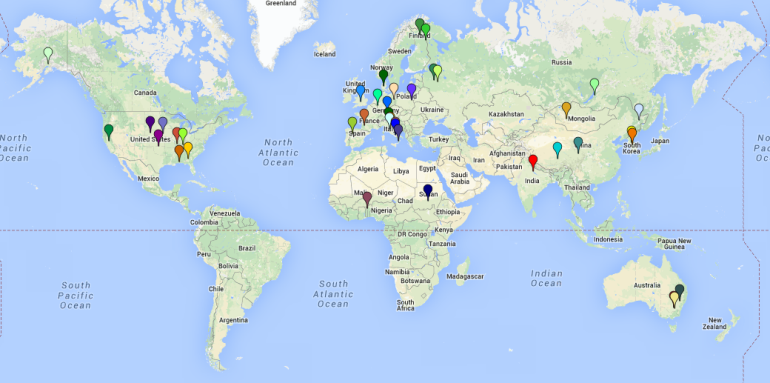 Greenland
Iceland
Finland
Sweden
Norway
Russia
Canada
United
Kingdom
Poland
Germany
Ukraine
France
Kazakhstan
Mongolia
North
Pacific
Ocean
United States
North
Atlantic
Ocean
Spain
Italy
Turkey
China
South
Korea
Japan
Iraq
Iran
Afghanistan
Pakistan
Mexico
Algeria
Libya
Egypt
Saudi
Arabia
India
Thailand
Mali
Niger
Chad
Sudan
Nigeria
Ethiopia
Venezuela
Colombia
DR Congo
Kenya
Tanzania
Indonesia
Papua New
Guinea
Peru
Brazil
Bolivia
Angola
Namibia
Botswana
Madagascar
Indian
Ocean
South
Pacific
Ocean
Chile
South
Atlantic
Ocean
South
Africa
Australia
Argentina
New
Zealand